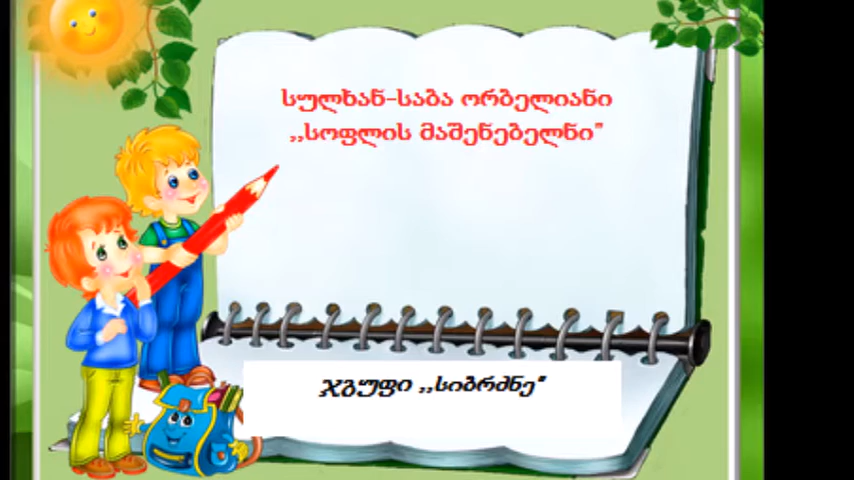 სულხან-საბა ორბელიანი
,,სოფლის მაშენებელნი"
ჯგუფი ,,სიბრძნე"